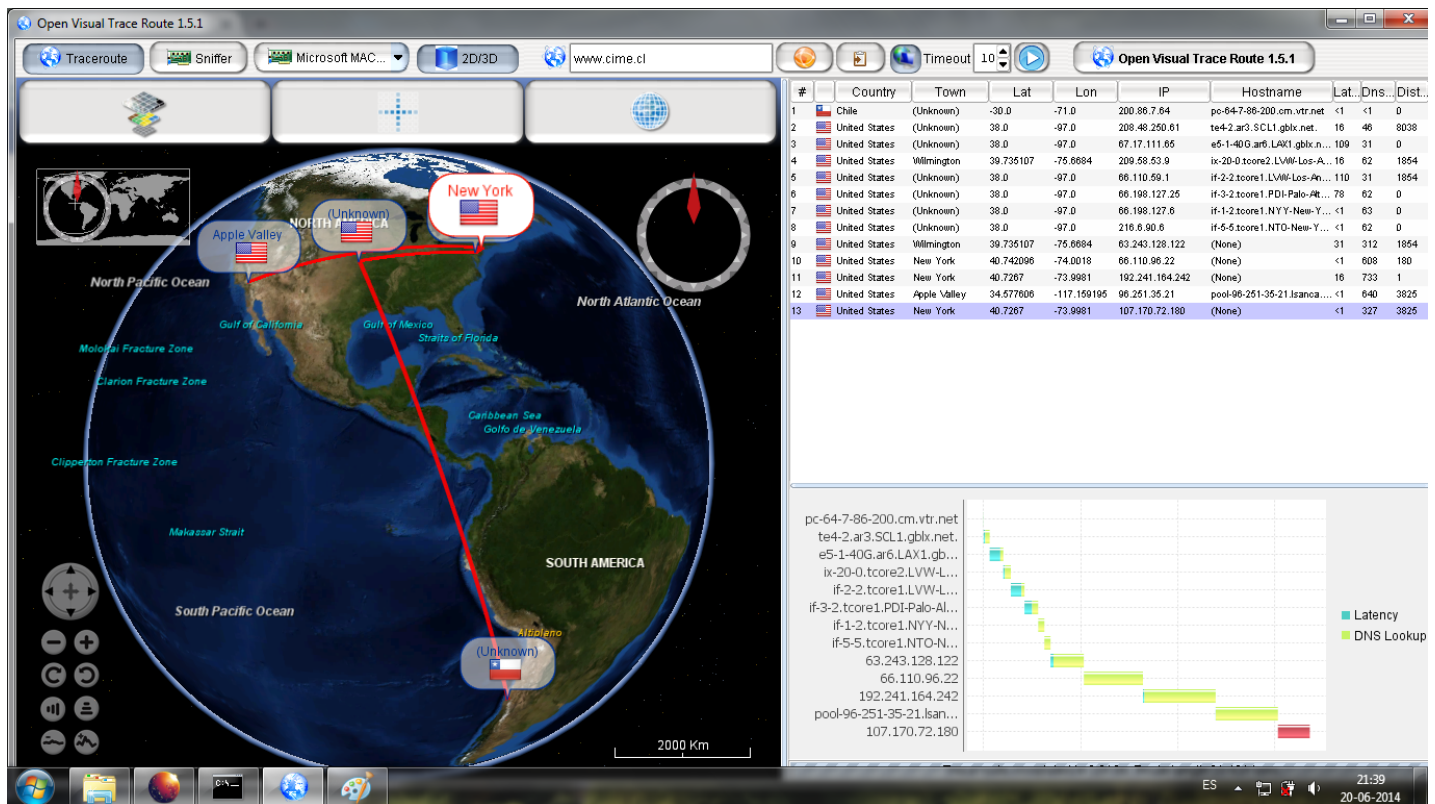 Open Visual Trace Route 1.5.1
Traceroute Sniffer Microsoft MAC... 2D/3D www.cime.cl Timeout 10 Open Visual Trace Route 1.5.1
New York
(Unknown)
NORTH AMERICA
Apple Valley
North Pacific Ocean
North Atlantic Ocean
Gulf of California
Gulf of Mexico
Straits of Florida
Molokai Fracture Zone
Clarion Fracture Zone
Caribbean Sea
Golfo de Venezuela
Clipperton Fracture Zone
Makassar Strait
SOUTH AMERICA
South Pacific Ocean
Altiplano
(Unknown)
2000 Km
# Country Town Lat Lon IP Hostname Lat... Dns... Dist...
1 Chile (Unknown) -30.0 -71.0 200.86.7.64 pc-64-7-86-200.cm.vtr.net <1 <1 0
2 United States (Unknown) 38.0 -97.0 208.48.250.61 te4-2.ar3.SCL1.gblx.net. 16 46 8038
3 United States (Unknown) 38.0 -97.0 67.17.111.65 e5-1-40G.ar6.LAX1.gblx.n... 109 31 0
4 United States Wilmington 39.735107 -75.6684 209.58.53.9 ix-20-0.tcore2.LVW-Los-A... 16 62 1854
5 United States (Unknown) 38.0 -97.0 66.110.59.1 if-2-2.tcore1.LVW-Los-An... 110 31 1854
6 United States (Unknown) 38.0 -97.0 66.198.127.25 if-3-2.tcore1.PDI-Palo-Alt... 78 62 0
7 United States (Unknown) 38.0 -97.0 66.198.127.6 if-1-2.tcore1.NYY-New-Y... <1 63 0
8 United States (Unknown) 38.0 -97.0 216.6.90.6 if-5-5.tcore1.NTO-New-Y... <1 62 0
9 United States Wilmington 39.735107 -75.6684 63.243.128.122 (None) 31 312 1854
10 United States New York 40.742096 -74.0018 66.110.96.22 (None) <1 608 180
11 United States New York 40.7267 -73.9981 192.241.164.242 (None) 16 733 1
12 United States Apple Valley 34.577606 -117.159195 96.251.35.21 pool-96-251-35-21.lsanca.... <1 640 3825
13 United States New York 40.7267 -73.9981 107.170.72.180 (None) <1 327 3825
pc-64-7-86-200.cm.vtr.net
te4-2.ar3.SCL1.gblx.net.
e5-1-40G.ar6.LAX1.gb...
ix-20-0.tcore2.LVW-L...
if-2-2.tcore1.LVW-L...
if-3-2.tcore1.PDI-Palo-Al...
if-1-2.tcore1.NYY-N...
if-5-5.tcore1.NTO-N...
63.243.128.122
66.110.96.22
192.241.164.242
pool-96-251-35-21.lsan...
107.170.72.180
Latency
DNS Lookup
ES
21:39
20-06-2014